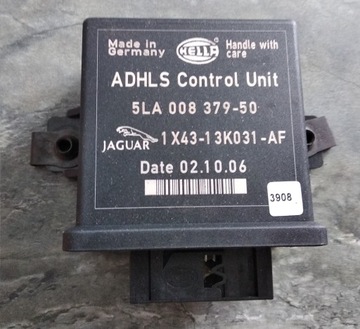 Made in
Germany
HELLA
Handle with
care
ADHLS Control Unit
5LA 008 379-50
JAGUAR 1X43-13K031-AF
Date 02.10.06
3908